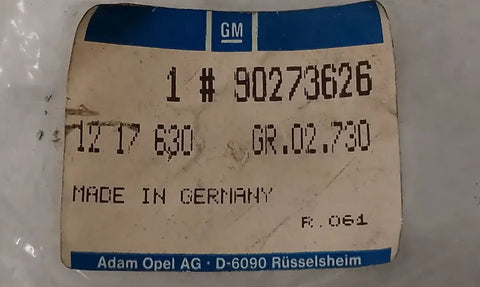 GM
1 # 90273626
12 17 630 GR.02.730
MADE IN GERMANY
R.061
Adam Opel AG · D-6090 Rüsselsheim